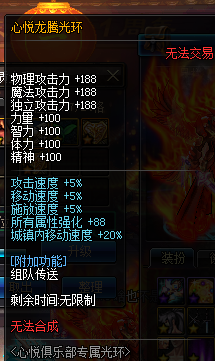 心悦龙腾光环
无法交易
物理攻击力 +188
魔法攻击力 +188
独立攻击力 +188
力量 +100
智力 +100
体力 +100
精神 +100
攻击速度 +5%
移动速度 +5%
施放速度 +5%
所有属性强化 +88
城镇内移动速度 +20%
[附加功能]
组队传送
装扮
整理
剩余时间:无限制
无法合成
<心悦俱乐部专属光环>